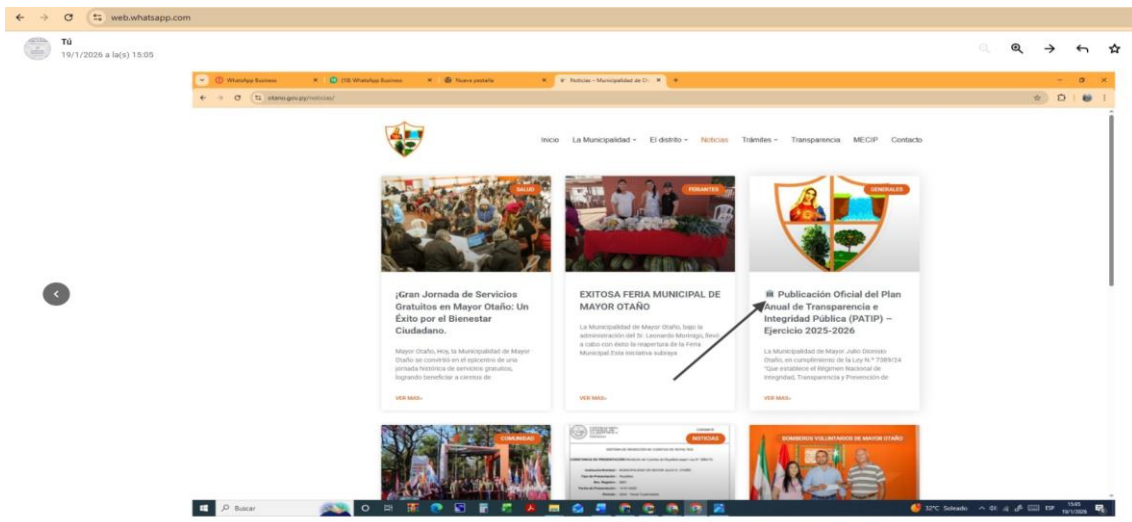 web.whatsapp.com
Tú
19/1/2026 a la(s) 15:05
WhatsApp Business
(10) WhatsApp Business
Nueva pestaña
Noticias – Municipalidad de O
otano.gov.py/noticias/
Inicio La Municipalidad El distrito Noticias Trámites Transparencia MECIP Contacto
SALUD
FERIANTES
GENERALES
¡Gran Jornada de Servicios
Gratuitos en Mayor Otaño: Un
Éxito por el Bienestar
Ciudadano.
Mayor Otaño, Hoy, la Municipalidad de Mayor
Otaño se convirtió en el epicentro de una
jornada histórica de servicios gratuitos,
logrando beneficiar a cientos de
VER MAS»
EXITOSA FERIA MUNICIPAL DE
MAYOR OTAÑO
La Municipalidad de Mayor Otaño, bajo la
administración del Sr. Leonardo Morinigo, llevó
a cabo con éxito la reapertura de la Feria
Municipal.Esta iniciativa subraya
VER MAS»
Publicación Oficial del Plan
Anual de Transparencia e
Integridad Pública (PATIP) –
Ejercicio 2025-2026
La Municipalidad de Mayor Julio Dionisio
Otaño, en cumplimiento de la Ley N.º 7389/24
"Que establece el Régimen Nacional de
Integridad, Transparencia y Prevención de
VER MAS»
COMUNIDAD
NOTICIAS
BOMBEROS VOLUNTARIOS DE MAYOR OTAÑO
Buscar
32°C Soleado
ESP
15:05
19/1/2026